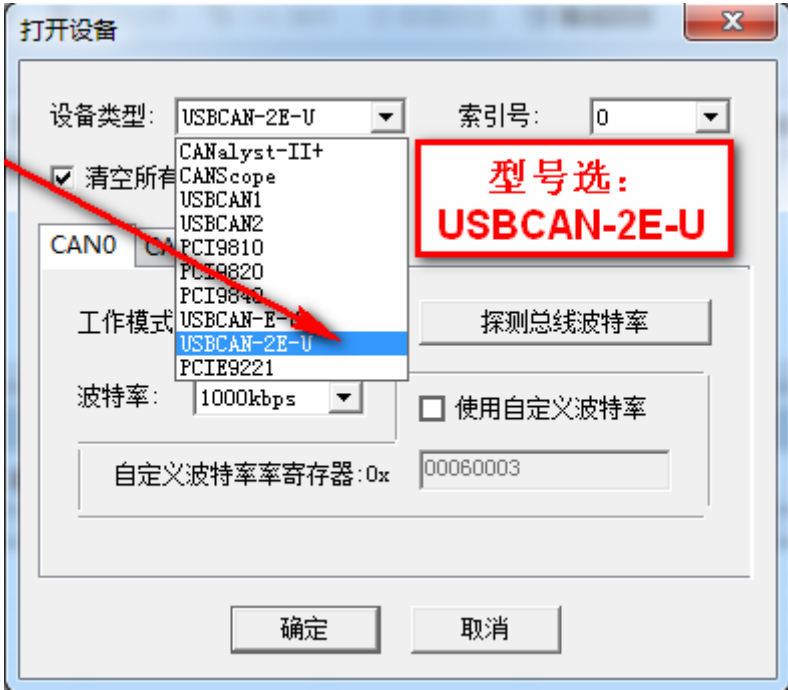 打开设备
设备类型: USBCAN-2E-U 索引号: 0
CANalyst-II+
清空所有 CANScope
USBCAN1
USBCAN2
型号选：
USBCAN-2E-U
CAN0 CA PCI9810
PCI9820
PCI9840
工作模式 USBCAN-E-U 探测总线波特率
USBCAN-2E-U
PCIE9221
波特率: 1000kbps 使用自定义波特率
自定义波特率率寄存器:0x 00060003
确定 取消